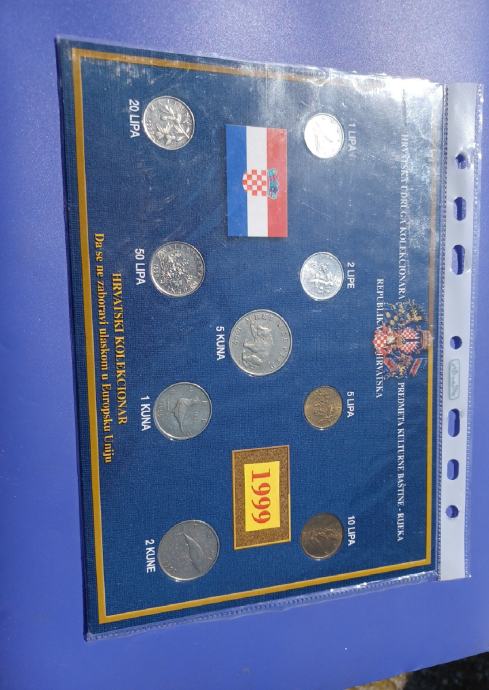 HRVATSKA UDRUGA KOLEKCIONARA PREDMETA KULTURNE BAŠTINE - RIJEKA
REPUBLIKA HRVATSKA
1 LIPA
2 LIPE
5 LIPA
10 LIPA
5 KUNA
1999
20 LIPA
50 LIPA
1 KUNA
2 KUNE
HRVATSKI KOLEKCIONAR
Da se ne zaboravi ulaskom u Europsku Uniju